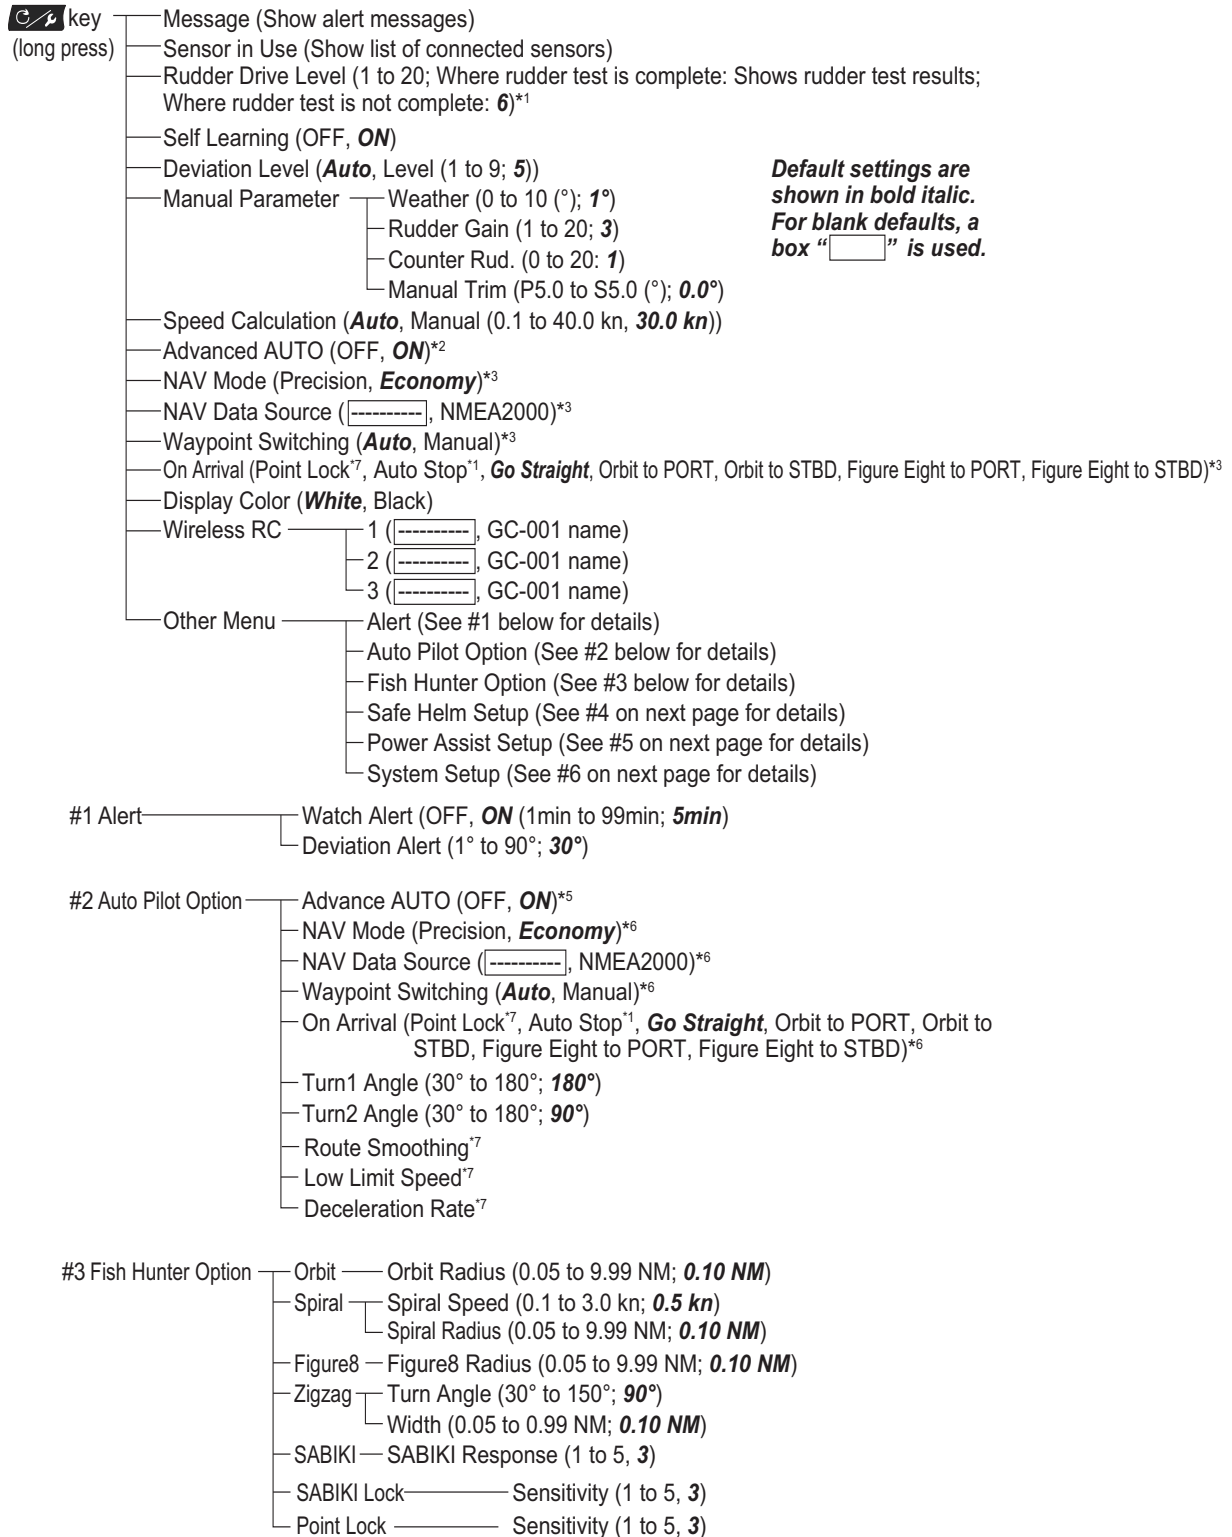 key
(long press)
Message (Show alert messages)
Sensor in Use (Show list of connected sensors)
Rudder Drive Level (1 to 20; Where rudder test is complete: Shows rudder test results;
Where rudder test is not complete: 6)*1
Self Learning (OFF, ON)
Deviation Level (Auto, Level (1 to 9; 5))
Manual Parameter
Weather (0 to 10 (°); 1°)
Rudder Gain (1 to 20; 3)
Counter Rud. (0 to 20: 1)
Manual Trim (P5.0 to S5.0 (°); 0.0°)
Default settings are
shown in bold italic.
For blank defaults, a
box “ ” is used.
Speed Calculation (Auto, Manual (0.1 to 40.0 kn, 30.0 kn))
Advanced AUTO (OFF, ON)*2
NAV Mode (Precision, Economy)*3
NAV Data Source (----------, NMEA2000)*3
Waypoint Switching (Auto, Manual)*3
On Arrival (Point Lock*7, Auto Stop*1, Go Straight, Orbit to PORT, Orbit to STBD, Figure Eight to PORT, Figure Eight to STBD)*3
Display Color (White, Black)
Wireless RC
1 (----------, GC-001 name)
2 (----------, GC-001 name)
3 (----------, GC-001 name)
Other Menu
Alert (See #1 below for details)
Auto Pilot Option (See #2 below for details)
Fish Hunter Option (See #3 below for details)
Safe Helm Setup (See #4 on next page for details)
Power Assist Setup (See #5 on next page for details)
System Setup (See #6 on next page for details)
#1 Alert
Watch Alert (OFF, ON (1min to 99min; 5min)
Deviation Alert (1° to 90°; 30°)
#2 Auto Pilot Option
Advance AUTO (OFF, ON)*5
NAV Mode (Precision, Economy)*6
NAV Data Source (----------, NMEA2000)*6
Waypoint Switching (Auto, Manual)*6
On Arrival (Point Lock*7, Auto Stop*1, Go Straight, Orbit to PORT, Orbit to
STBD, Figure Eight to PORT, Figure Eight to STBD)*6
Turn1 Angle (30° to 180°; 180°)
Turn2 Angle (30° to 180°; 90°)
Route Smoothing*7
Low Limit Speed*7
Deceleration Rate*7
#3 Fish Hunter Option
Orbit
Orbit Radius (0.05 to 9.99 NM; 0.10 NM)
Spiral
Spiral Speed (0.1 to 3.0 kn; 0.5 kn)
Spiral Radius (0.05 to 9.99 NM; 0.10 NM)
Figure8
Figure8 Radius (0.05 to 9.99 NM; 0.10 NM)
Zigzag
Turn Angle (30° to 150°; 90°)
Width (0.05 to 0.99 NM; 0.10 NM)
SABIKI
SABIKI Response (1 to 5, 3)
SABIKI Lock
Sensitivity (1 to 5, 3)
Point Lock
Sensitivity (1 to 5, 3)